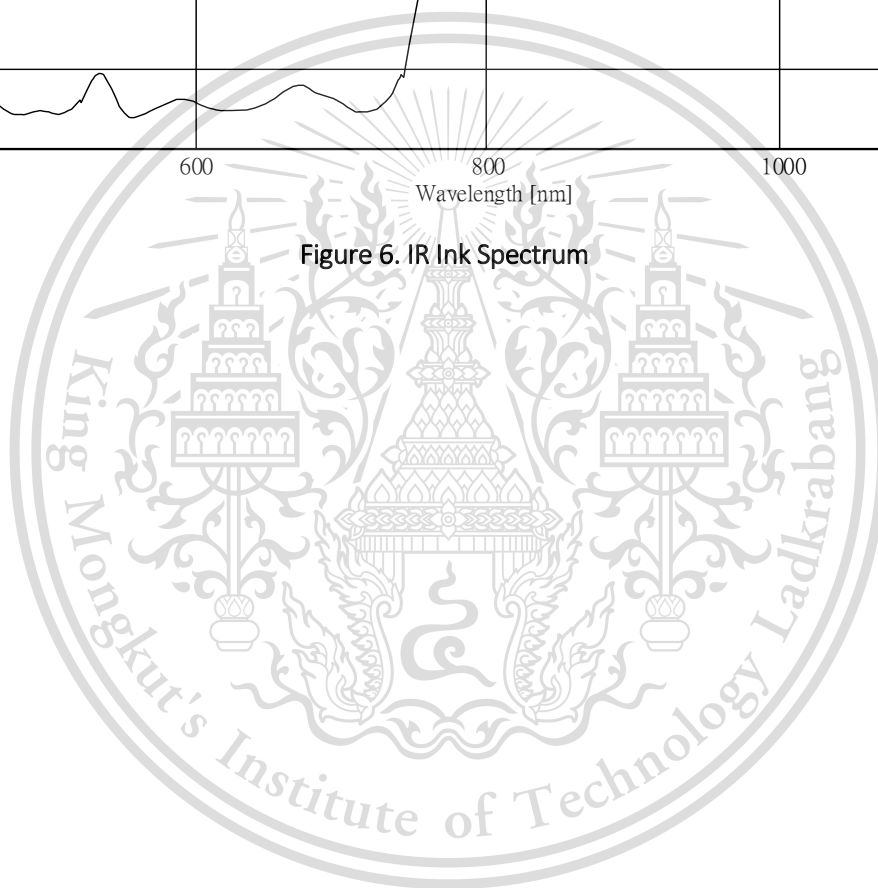 600 800 1000
Wavelength [nm]
Figure 6. IR Ink Spectrum
King Mongkut's Institute of Technology Ladkrabang